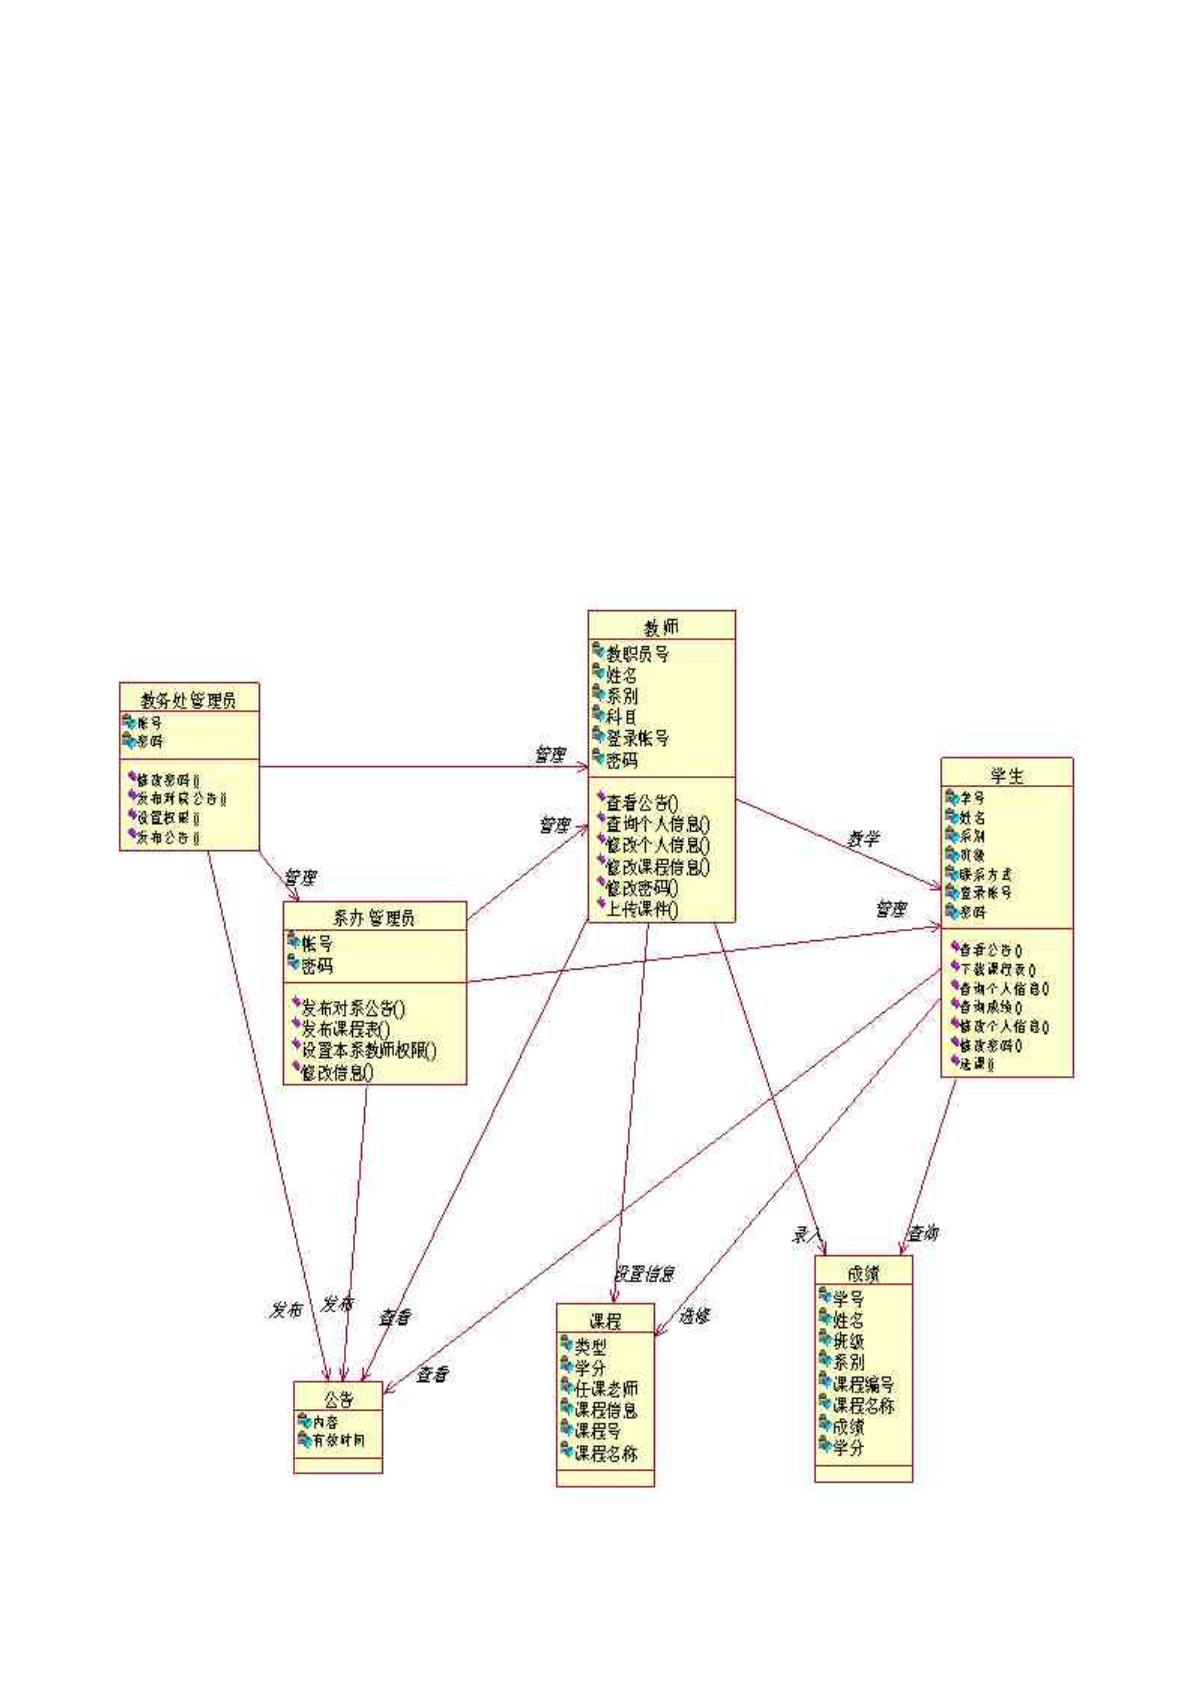 教师
教职员号
姓名
系别
科目
登录帐号
密码
查看公告()
查询个人信息()
修改个人信息()
修改课程信息()
修改密码()
上传课件()
教务处管理员
帐号
密码
修改密码()
发布对院公告()
设置权限()
发布公告()
管理
管理
管理
教学
管理
学生
学号
姓名
系别
班级
联系方式
登录帐号
密码
查看公告()
下载课程表()
查询个人信息()
查询成绩()
修改个人信息()
修改密码()
选课()
系办管理员
帐号
密码
发布对系公告()
发布课程表()
设置本系教师权限()
修改信息()
录入
查询
设置信息
发布
发布
查看
选修
查看
公告
内容
有效时间
课程
类型
学分
任课老师
课程信息
课程号
课程名称
成绩
学号
姓名
班级
系别
课程编号
课程名称
成绩
学分